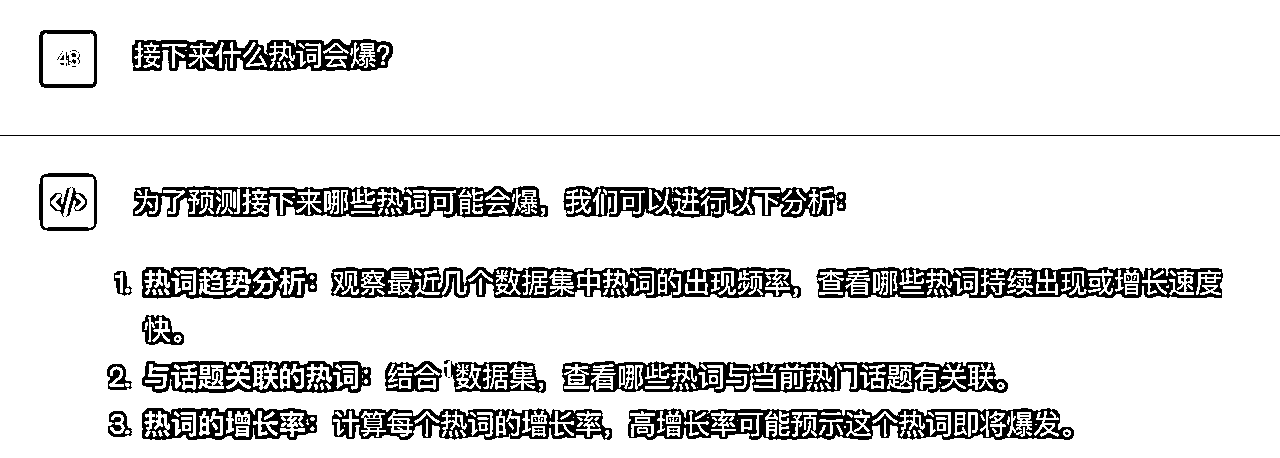 48
接下来什么热词会爆?
</>
为了预测接下来哪些热词可能会爆，我们可以进行以下分析：
1. 热词趋势分析：观察最近几个数据集中热词的出现频率，查看哪些热词持续出现或增长速度
快。
2. 与话题关联的热词：结合 数据集，查看哪些热词与当前热门话题有关联。
3. 热词的增长率：计算每个热词的增长率，高增长率可能预示这个热词即将爆发。